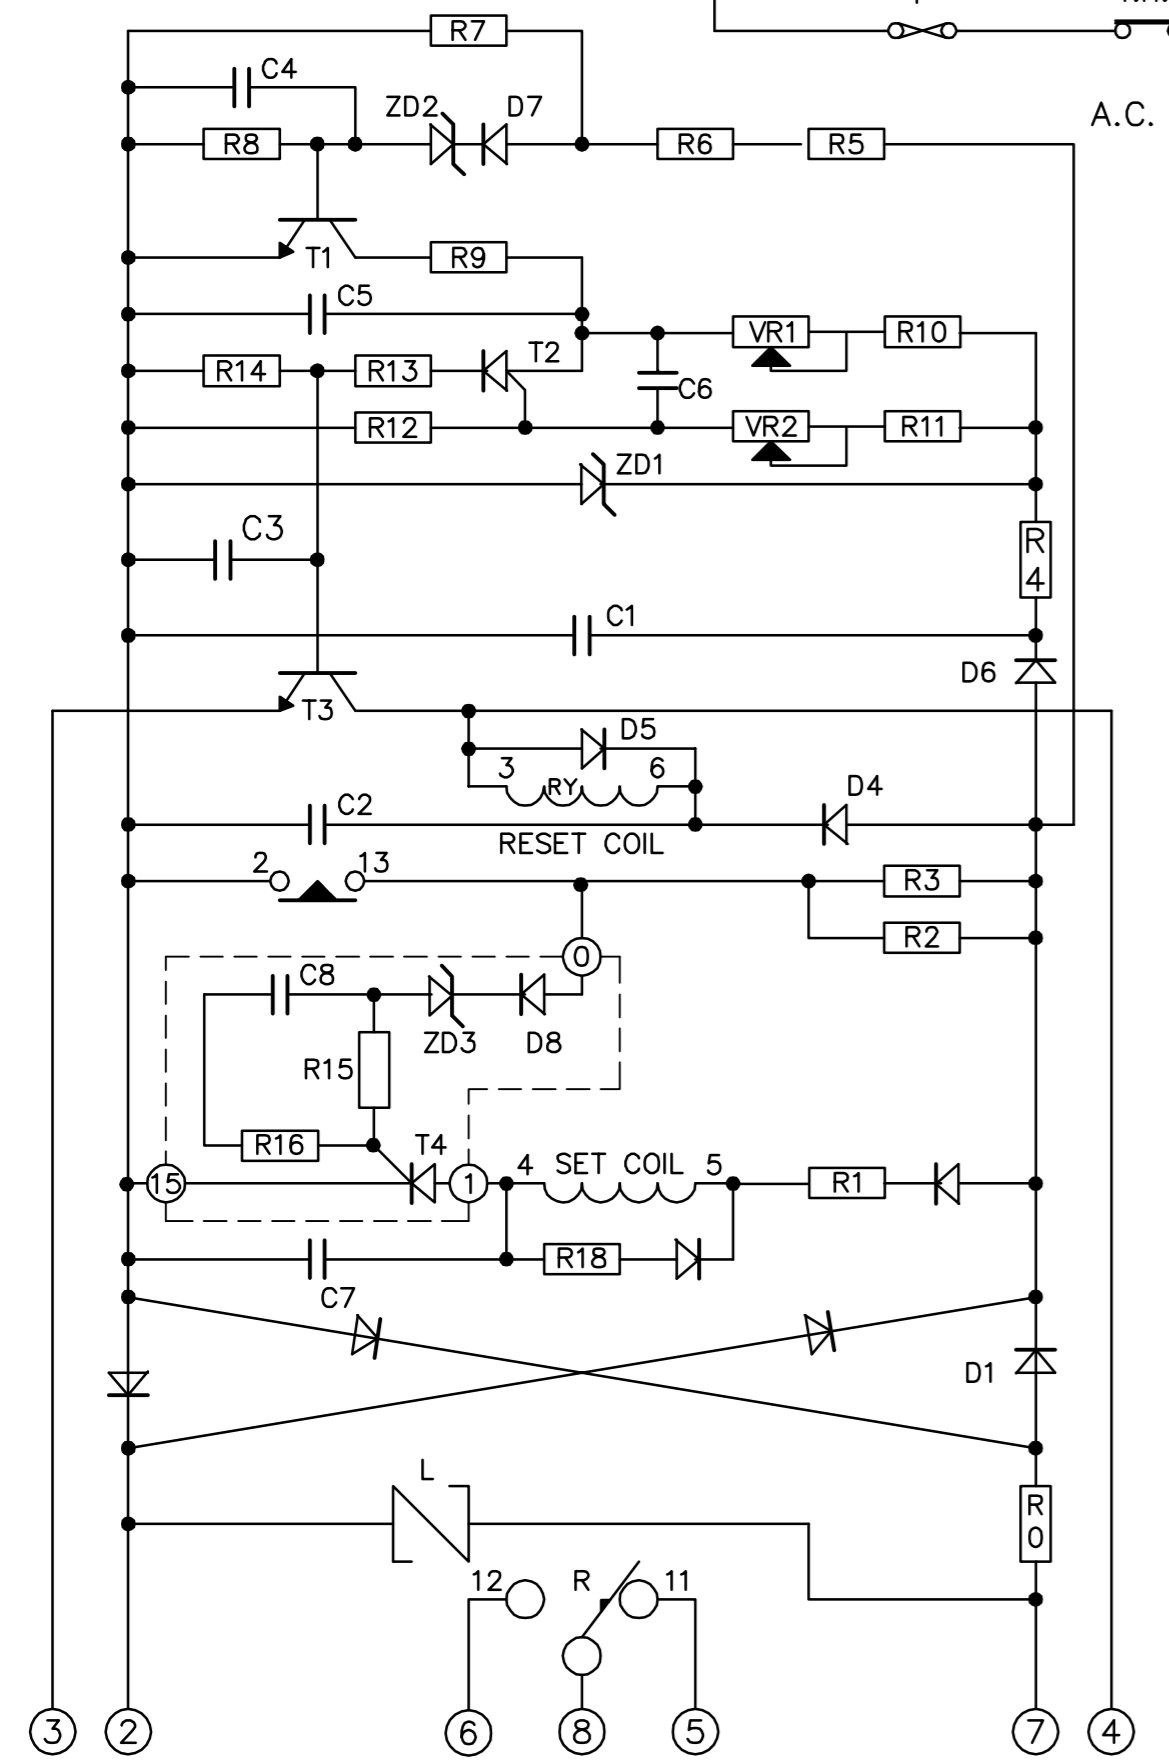 R7
C4
ZD2
D7
A.C.
R8
R6
R5
T1
R9
C5
VR1
R10
T2
R14
R13
C6
R12
VR2
R11
ZD1
R
4
C3
C1
D6
T3
D5
3
RY
6
D4
C2
RESET COIL
2
13
R3
R2
0
C8
ZD3
D8
R15
R16
T4
15
1
4
SET COIL
5
R1
R18
C7
D1
L
R
0
12
R
11
3
2
6
8
5
7
4